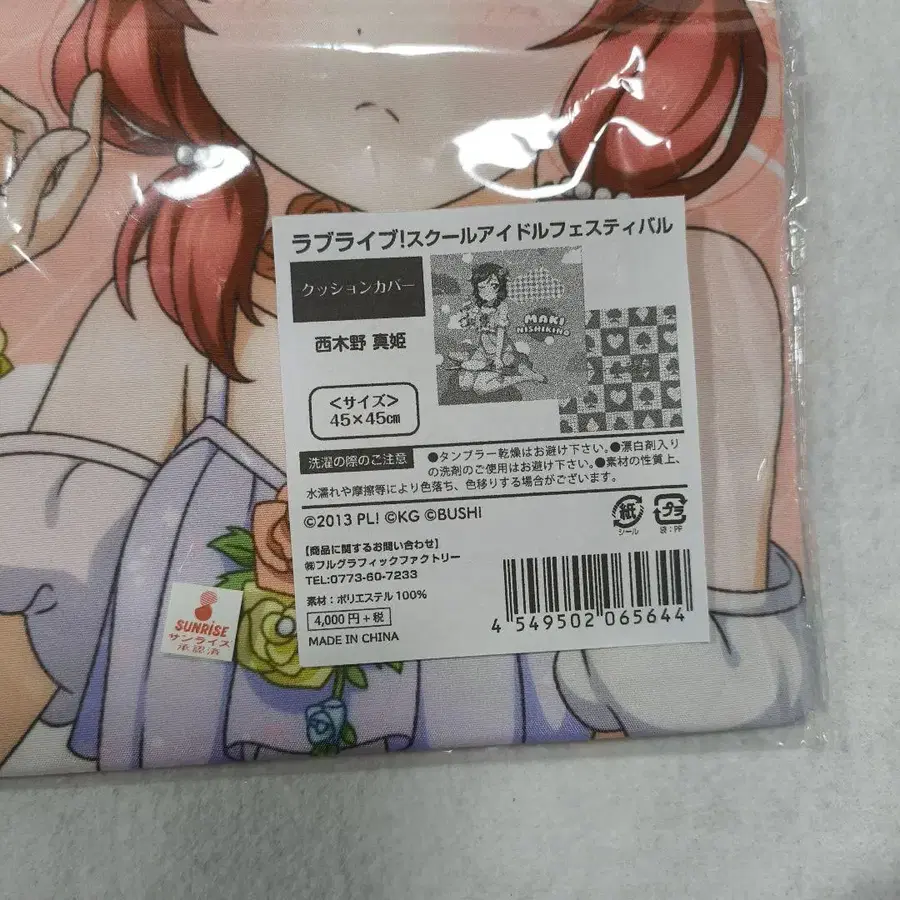 ラブライブ!スクールアイドルフェスティバル
クッションカバー
西木野 真姫
MAKI
NISHIKINO
<サイズ>
45×45cm
洗濯の際のご注意
●タンブラー乾燥はお避け下さい。●漂白剤入り
の洗剤のご使用はお避け下さい。●素材の性質上、
水濡れや摩擦等により色落ち、色移りする場合がございます。
©2013 PL! ©KG ©BUSHI
紙
シール
プラ
袋:PP
【商品に関するお問い合わせ】
㈱フルグラフィックファクトリー
TEL:0773-60-7233
素材:ポリエステル100%
4,000円+税
MADE IN CHINA
4 549502 065644
SUNRISE
サンライズ
承認済